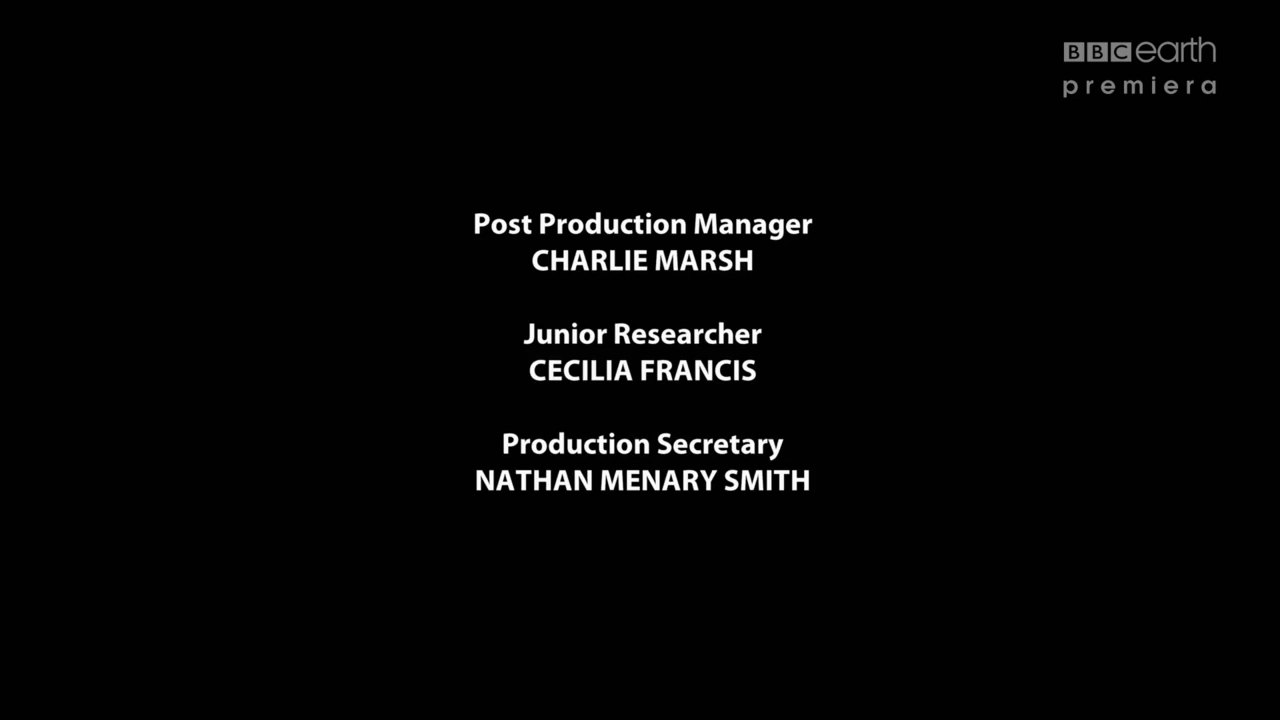 BBC earth
premiera
Post Production Manager
CHARLIE MARSH
Junior Researcher
CECILIA FRANCIS
Production Secretary
NATHAN MENARY SMITH